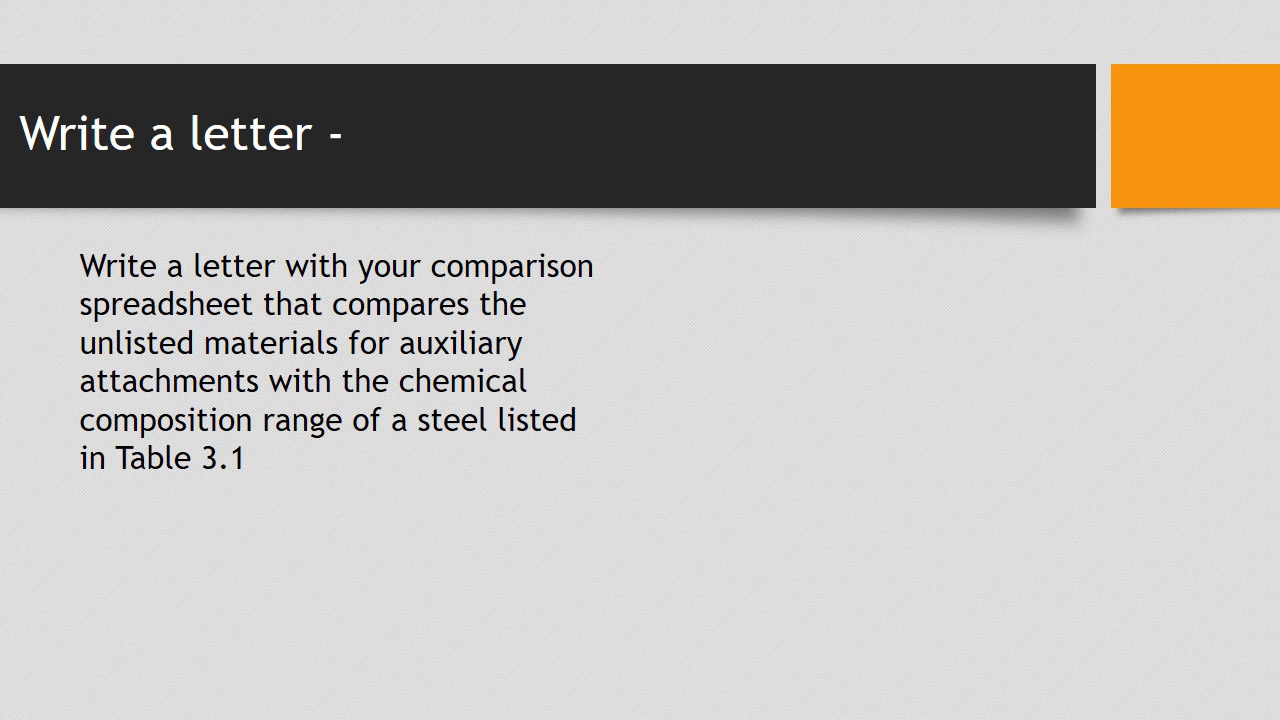 Write a letter -
Write a letter with your comparison
spreadsheet that compares the
unlisted materials for auxiliary
attachments with the chemical
composition range of a steel listed
in Table 3.1